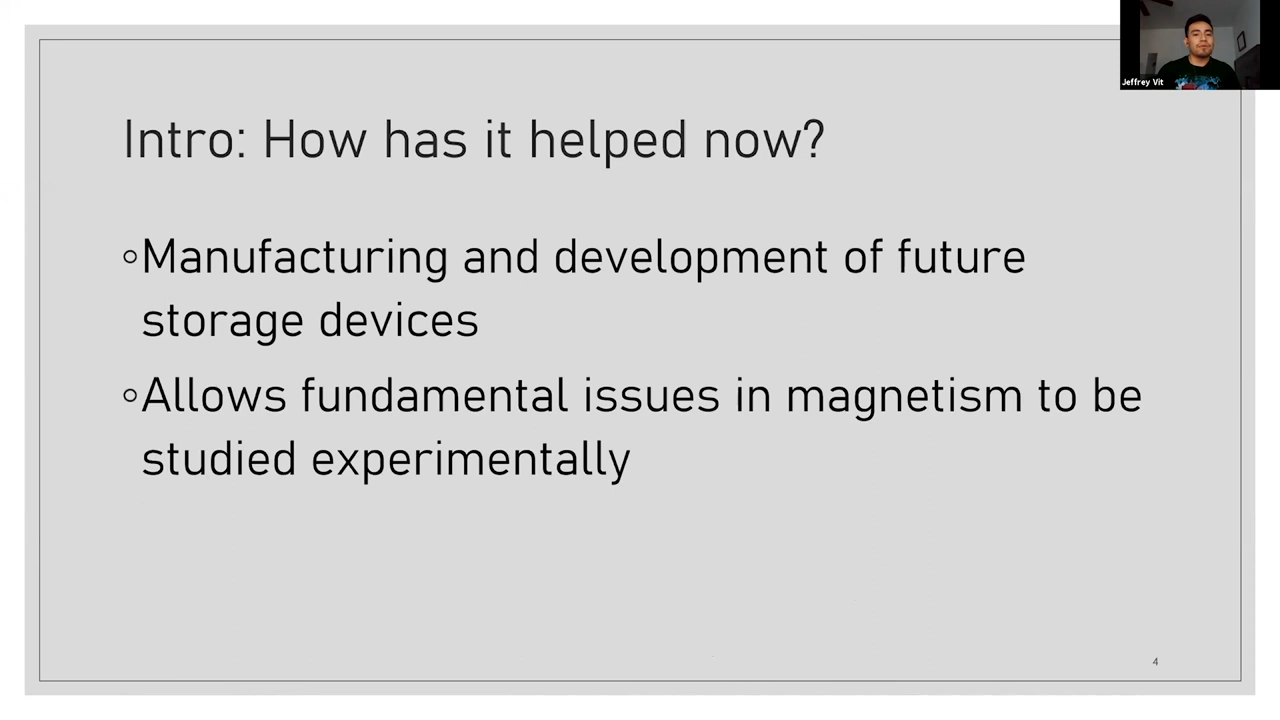 Jeffrey Vit
Intro: How has it helped now?
◦Manufacturing and development of future
storage devices
◦Allows fundamental issues in magnetism to be
studied experimentally
4